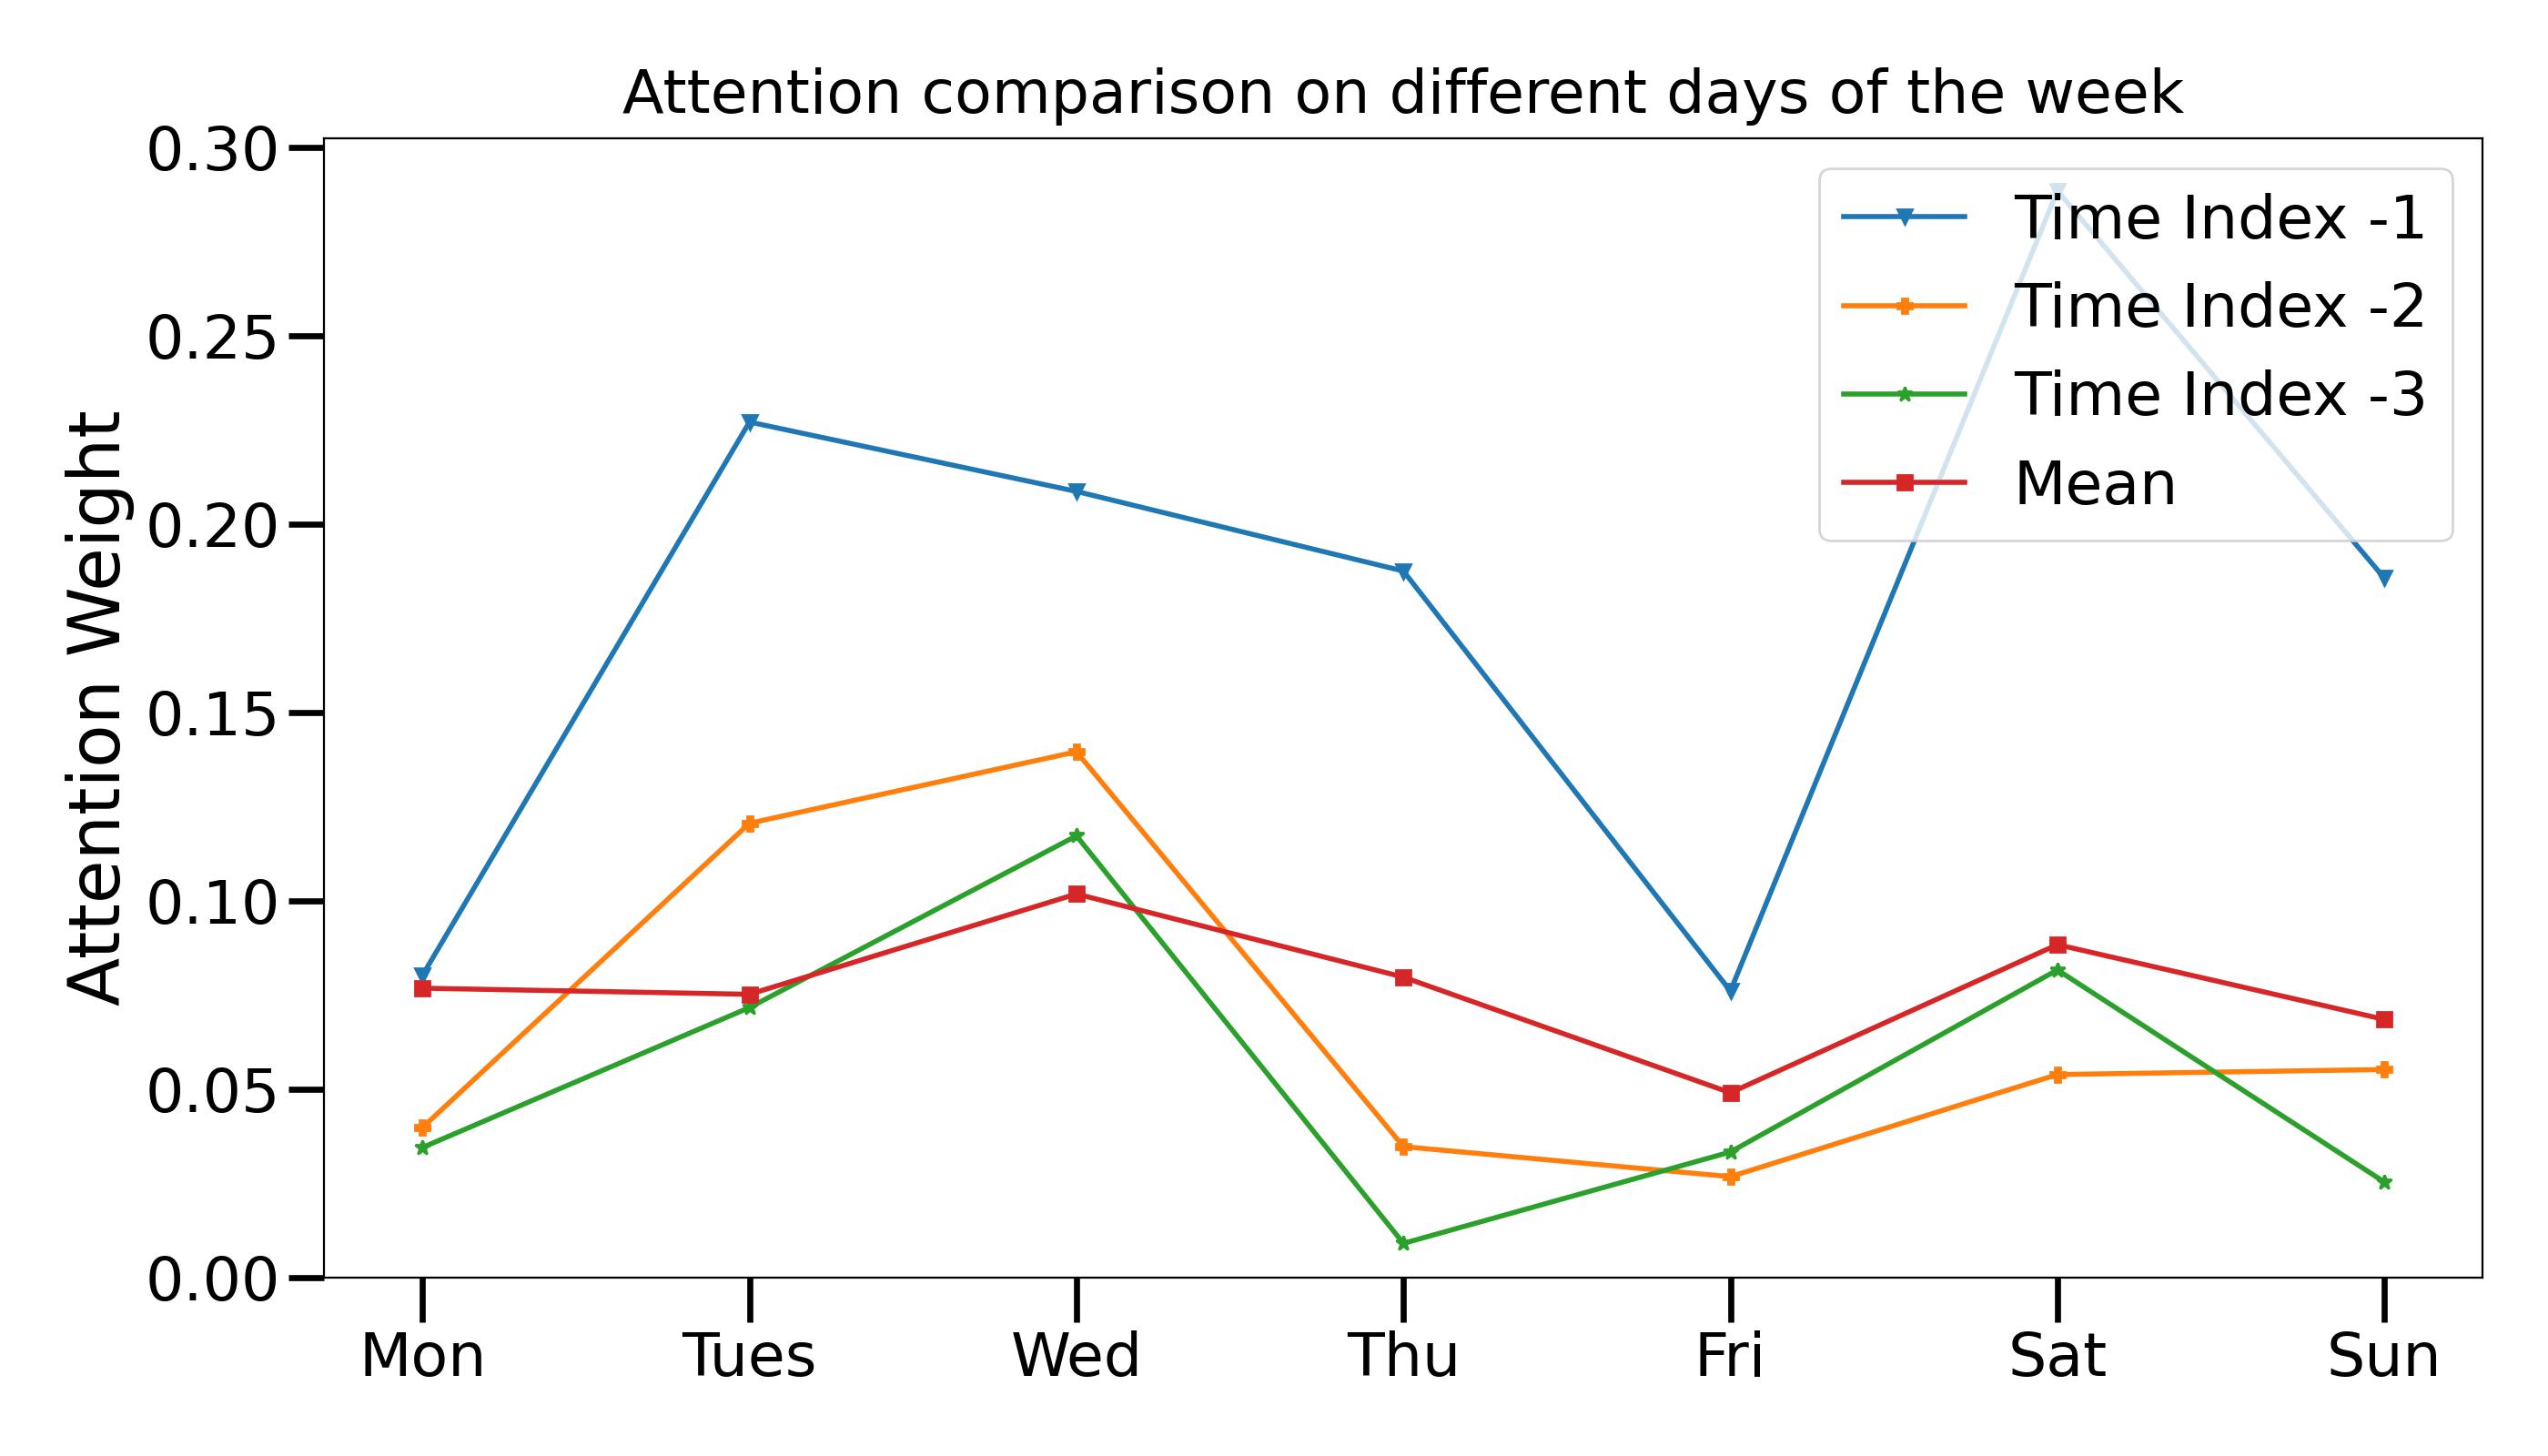 Attention comparison on different days of the week
Attention Weight
0.30
0.25
0.20
0.15
0.10
0.05
0.00
Time Index -1
Time Index -2
Time Index -3
Mean
Mon Tues Wed Thu Fri Sat Sun